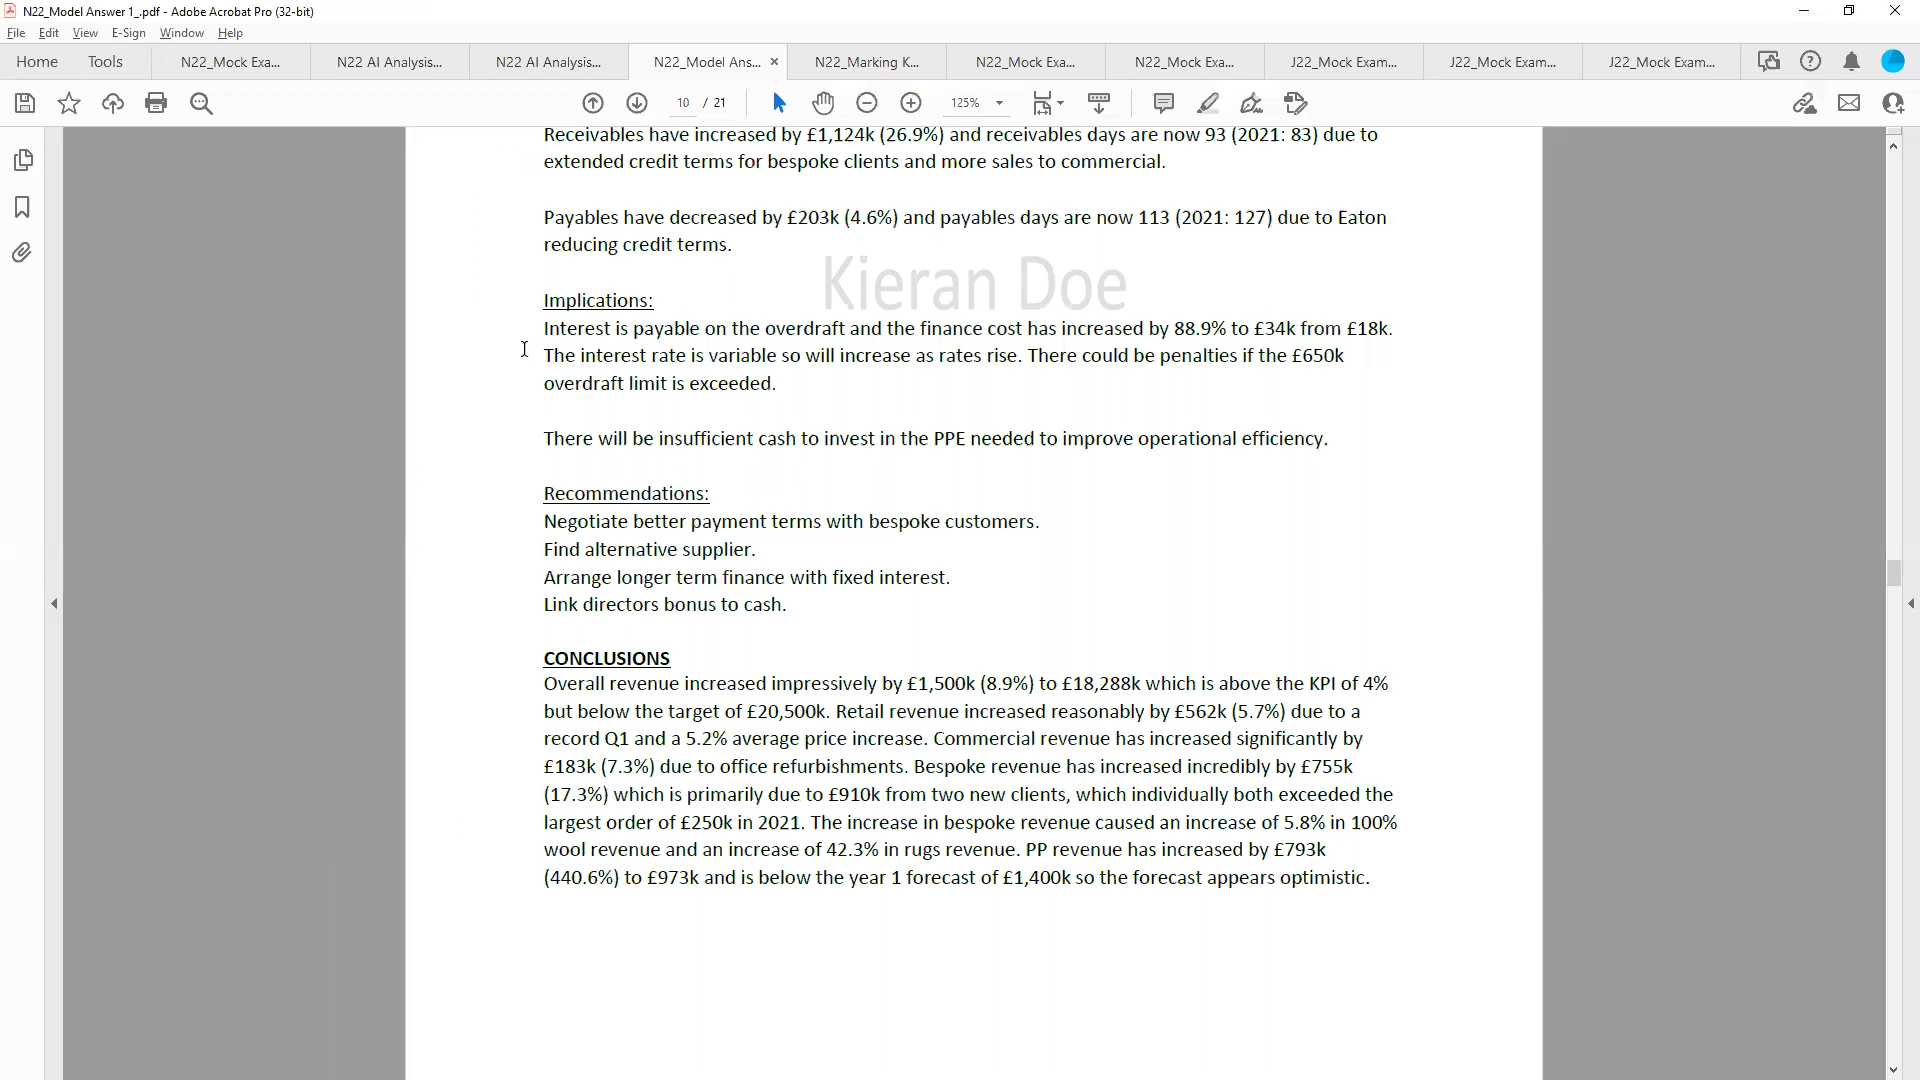 N22_Model Answer 1_.pdf - Adobe Acrobat Pro (32-bit)
File Edit View E-Sign Window Help
Home Tools N22_Mock Exa... N22 AI Analysis... N22 AI Analysis... N22_Model Ans... × N22_Marking K... N22_Mock Exa... N22_Mock Exa... J22_Mock Exam... J22_Mock Exam... J22_Mock Exam...
10 / 21 125%
Receivables have increased by £1,124k (26.9%) and receivables days are now 93 (2021: 83) due to
extended credit terms for bespoke clients and more sales to commercial.
Payables have decreased by £203k (4.6%) and payables days are now 113 (2021: 127) due to Eaton
reducing credit terms.
Kieran Doe
Implications:
Interest is payable on the overdraft and the finance cost has increased by 88.9% to £34k from £18k.
The interest rate is variable so will increase as rates rise. There could be penalties if the £650k
overdraft limit is exceeded.
There will be insufficient cash to invest in the PPE needed to improve operational efficiency.
Recommendations:
Negotiate better payment terms with bespoke customers.
Find alternative supplier.
Arrange longer term finance with fixed interest.
Link directors bonus to cash.
CONCLUSIONS
Overall revenue increased impressively by £1,500k (8.9%) to £18,288k which is above the KPI of 4%
but below the target of £20,500k. Retail revenue increased reasonably by £562k (5.7%) due to a
record Q1 and a 5.2% average price increase. Commercial revenue has increased significantly by
£183k (7.3%) due to office refurbishments. Bespoke revenue has increased incredibly by £755k
(17.3%) which is primarily due to £910k from two new clients, which individually both exceeded the
largest order of £250k in 2021. The increase in bespoke revenue caused an increase of 5.8% in 100%
wool revenue and an increase of 42.3% in rugs revenue. PP revenue has increased by £793k
(440.6%) to £973k and is below the year 1 forecast of £1,400k so the forecast appears optimistic.